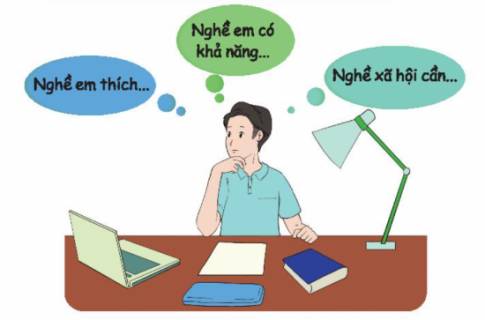 Nghề em thích...
Nghề em có
khả năng...
Nghề xã hội cần...